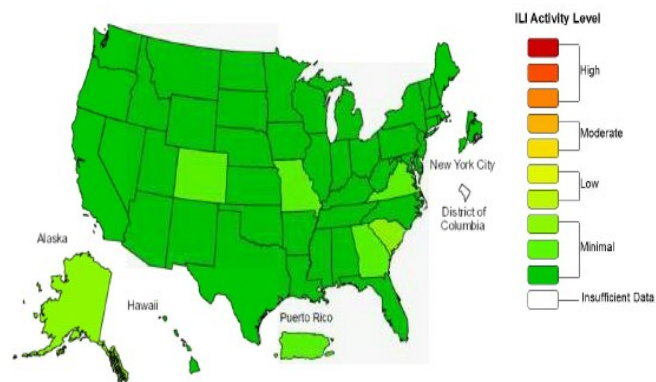 ILI Activity Level
High
Moderate
Low
Minimal
Insufficient Data
New York City
District of
Columbia
Alaska
Hawaii
Puerto Rico